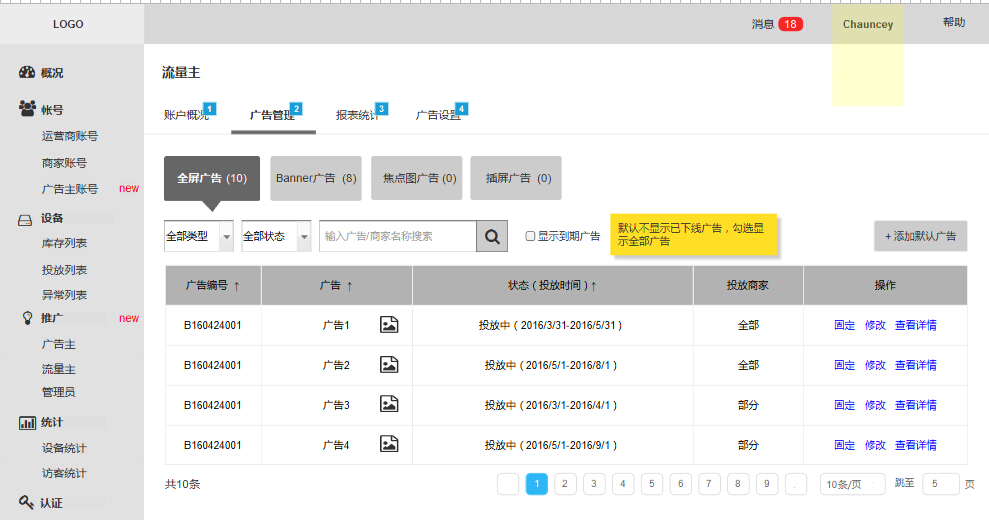 LOGO
消息 18
Chauncey
帮助
概况
帐号
运营商账号
商家账号
广告主账号 new
设备
库存列表
投放列表
异常列表
推广 new
广告主
流量主
管理员
统计
设备统计
访客统计
认证
流量主
账户概况 1
广告管理 2
报表统计 3
广告设置 4
全屏广告 (10)
Banner广告 (8)
焦点图广告 (0)
插屏广告 (0)
全部类型
全部状态
输入广告/商家名称搜索
显示到期广告
默认不显示已下线广告，勾选显
示全部广告
+ 添加默认广告
广告编号 ↑ 广告 ↑ 状态 ( 投放时间 ) ↑ 投放商家 操作
B160424001 广告1 投放中 ( 2016/3/31-2016/5/31 ) 全部 固定 修改 查看详情
B160424001 广告2 投放中 ( 2016/5/1-2016/8/1 ) 全部 固定 修改 查看详情
B160424001 广告3 投放中 ( 2016/3/1-2016/4/1 ) 部分 固定 修改 查看详情
B160424001 广告4 投放中 ( 2016/5/1-2016/9/1 ) 部分 固定 修改 查看详情
共10条
1 2 3 4 5 6 7 8 9 .
10条/页
跳至 5 页